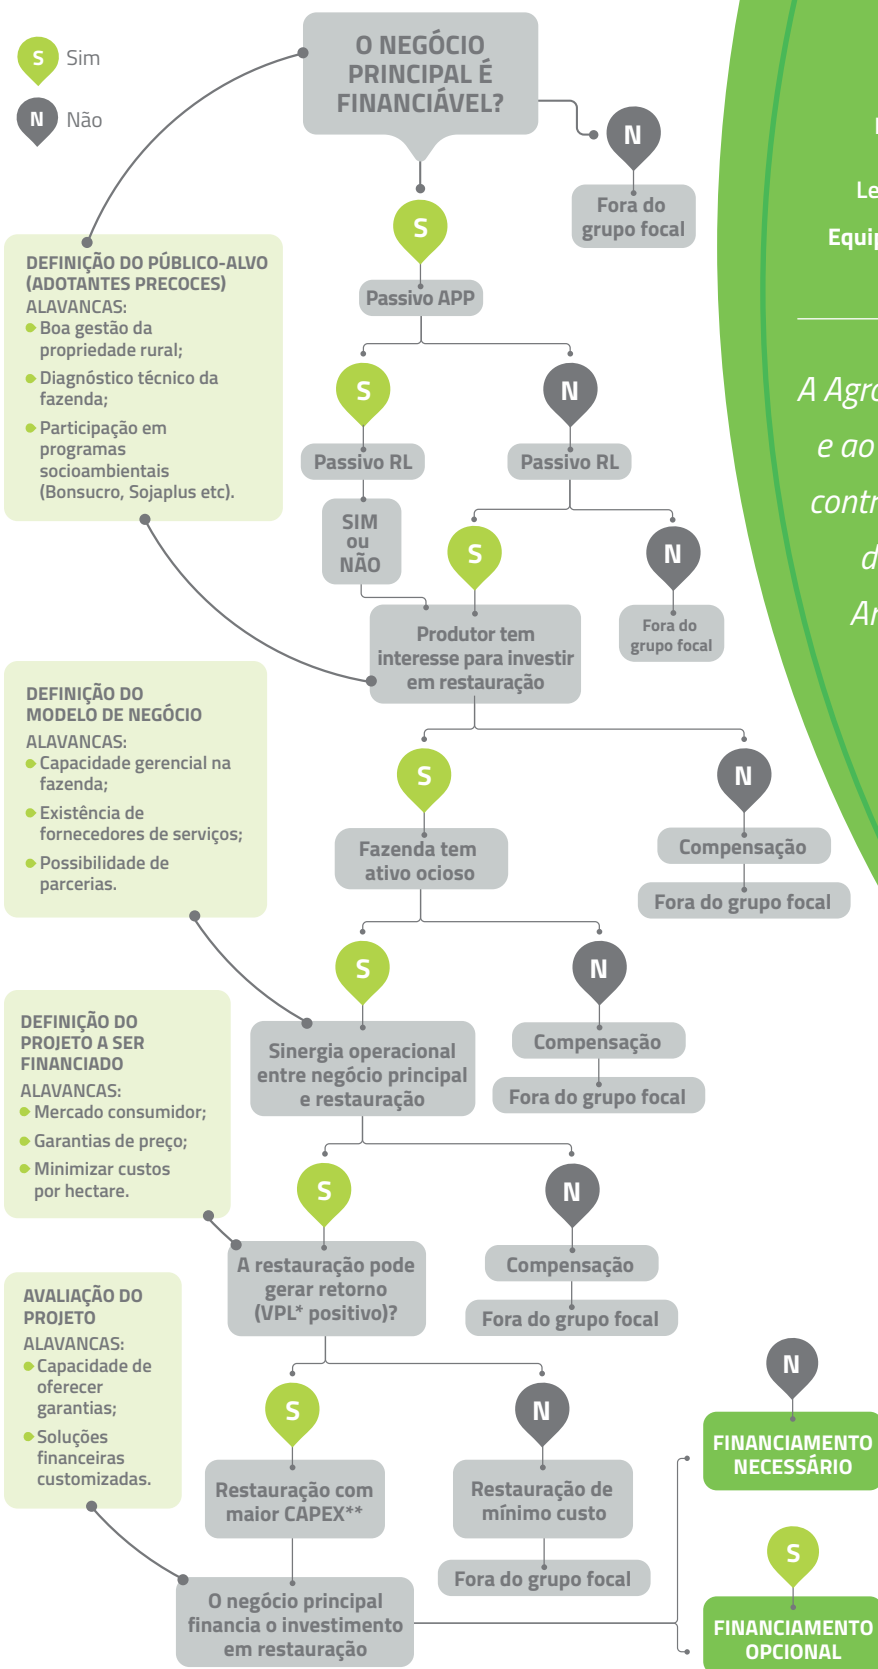 S Sim
N Não
O NEGÓCIO
PRINCIPAL É
FINANCIÁVEL?
N
Fora do
grupo focal
S
Passivo APP
DEFINIÇÃO DO PÚBLICO-ALVO
(ADOTANTES PRECOCES)
ALAVANCAS:
Boa gestão da
propriedade rural;
Diagnóstico técnico da
fazenda;
Participação em
programas
socioambientais
(Bonsucro, Sojaplus etc).
S
N
Passivo RL
Passivo RL
SIM
ou
NÃO
S
N
Fora do
grupo focal
Produtor tem
interesse para investir
em restauração
DEFINIÇÃO DO
MODELO DE NEGÓCIO
ALAVANCAS:
Capacidade gerencial na
fazenda;
Existência de
fornecedores de serviços;
Possibilidade de
parcerias.
S
N
Fazenda tem
ativo ocioso
Compensação
Fora do grupo focal
S
N
DEFINIÇÃO DO
PROJETO A SER
FINANCIADO
ALAVANCAS:
Mercado consumidor;
Garantias de preço;
Minimizar custos
por hectare.
Sinergia operacional
entre negócio principal
e restauração
Compensação
Fora do grupo focal
S
N
A restauração pode
gerar retorno
(VPL* positivo)?
Compensação
Fora do grupo focal
AVALIAÇÃO DO
PROJETO
ALAVANCAS:
Capacidade de
oferecer
garantias;
Soluções
financeiras
customizadas.
S
N
Restauração com
maior CAPEX**
Restauração de
mínimo custo
Fora do grupo focal
O negócio principal
financia o investimento
em restauração
N
FINANCIAMENTO
NECESSÁRIO
S
FINANCIAMENTO
OPCIONAL
A
e ao